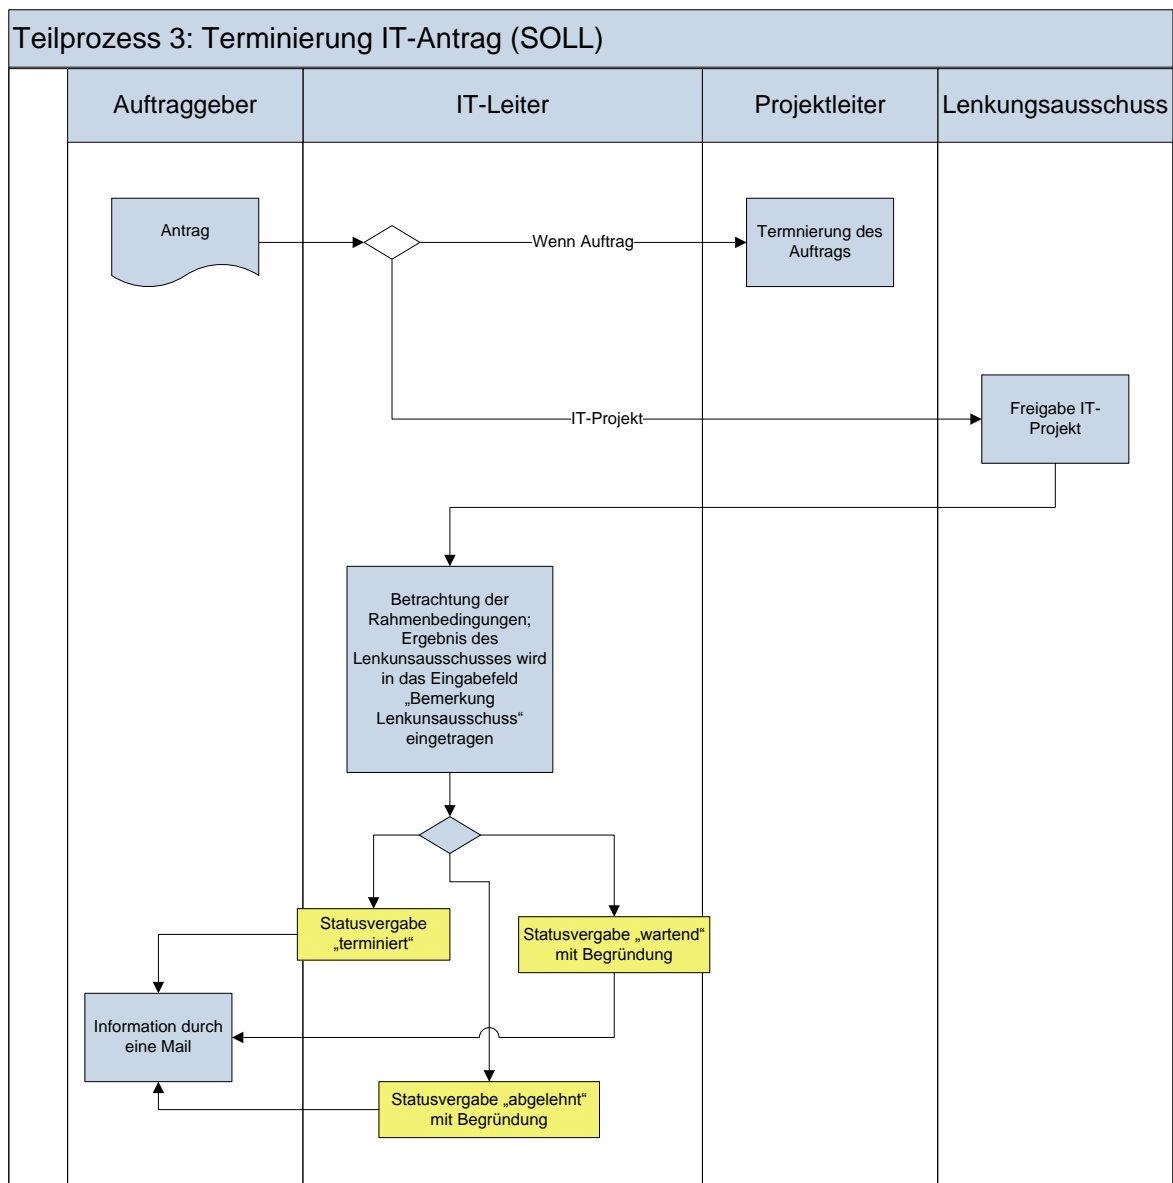 Teilprozess 3: Terminierung IT-Antrag (SOLL)
Auftraggeber
IT-Leiter
Projektleiter
Lenkungsausschuss
Antrag
Wenn Auftrag
Termnierung des
Auftrags
IT-Projekt
Freigabe IT-
Projekt
Betrachtung der
Rahmenbedingungen;
Ergebnis des
Lenkunsausschusses wird
in das Eingabefeld
„Bemerkung
Lenkunsausschuss“
eingetragen
Statusvergabe
„terminiert“
Statusvergabe „wartend“
mit Begründung
Information durch
eine Mail
Statusvergabe „abgelehnt“
mit Begründung